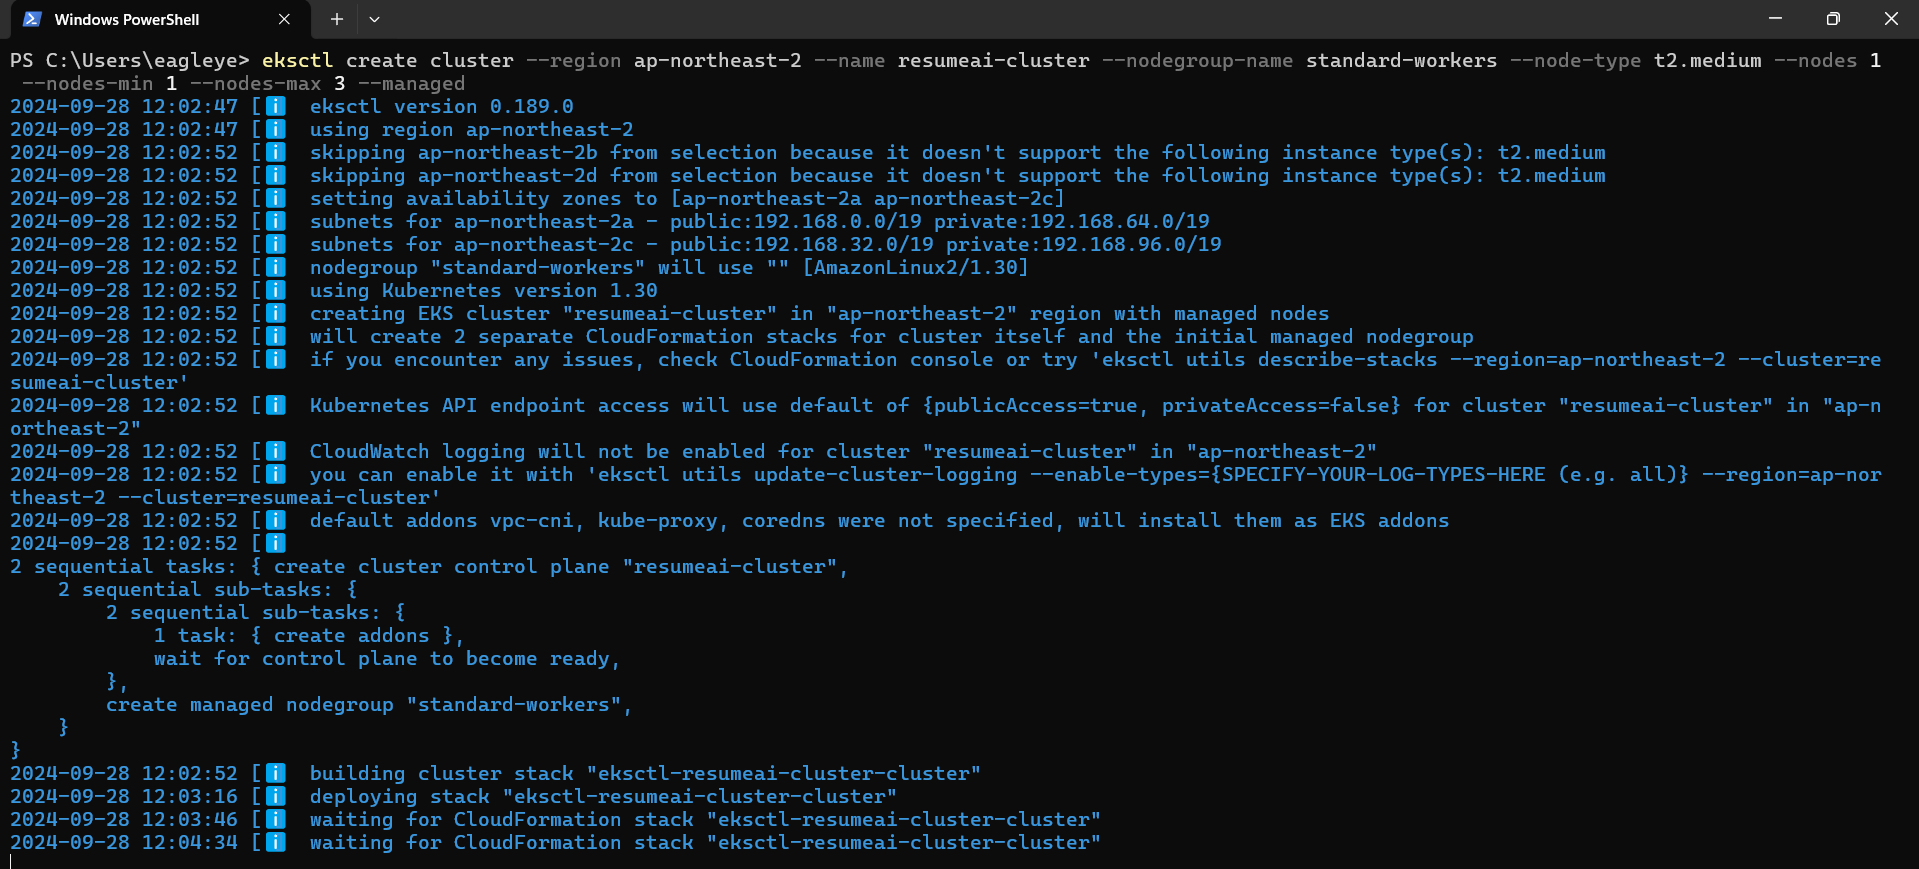 Windows PowerShell
PS C:\Users\eagleye> eksctl create cluster --region ap-northeast-2 --name resumeai-cluster --nodegroup-name standard-workers --node-type t2.medium --nodes 1
 --nodes-min 1 --nodes-max 3 --managed
2024-09-28 12:02:47 [ℹ  eksctl version 0.189.0
2024-09-28 12:02:47 [ℹ  using region ap-northeast-2
2024-09-28 12:02:52 [ℹ  skipping ap-northeast-2b from selection because it doesn't support the following instance type(s): t2.medium
2024-09-28 12:02:52 [ℹ  skipping ap-northeast-2d from selection because it doesn't support the following instance type(s): t2.medium
2024-09-28 12:02:52 [ℹ  setting availability zones to [ap-northeast-2a ap-northeast-2c]
2024-09-28 12:02:52 [ℹ  subnets for ap-northeast-2a - public:192.168.0.0/19 private:192.168.64.0/19
2024-09-28 12:02:52 [ℹ  subnets for ap-northeast-2c - public:192.168.32.0/19 private:192.168.96.0/19
2024-09-28 12:02:52 [ℹ  nodegroup "standard-workers" will use "" [AmazonLinux2/1.30]
2024-09-28 12:02:52 [ℹ  using Kubernetes version 1.30
2024-09-28 12:02:52 [ℹ  creating EKS cluster "resumeai-cluster" in "ap-northeast-2" region with managed nodes
2024-09-28 12:02:52 [ℹ  will create 2 separate CloudFormation stacks for cluster itself and the initial managed nodegroup
2024-09-28 12:02:52 [ℹ  if you encounter any issues, check CloudFormation console or try 'eksctl utils describe-stacks --region=ap-northeast-2 --cluster=re
sumeai-cluster'
2024-09-28 12:02:52 [ℹ  Kubernetes API endpoint access will use default of {publicAccess=true, privateAccess=false} for cluster "resumeai-cluster" in "ap-n
ortheast-2"
2024-09-28 12:02:52 [ℹ  CloudWatch logging will not be enabled for cluster "resumeai-cluster" in "ap-northeast-2"
2024-09-28 12:02:52 [ℹ  you can enable it with 'eksctl utils update-cluster-logging --enable-types={SPECIFY-YOUR-LOG-TYPES-HERE (e.g. all)} --region=ap-nor
theast-2 --cluster=resumeai-cluster'
2024-09-28 12:02:52 [ℹ  default addons vpc-cni, kube-proxy, coredns were not specified, will install them as EKS addons
2024-09-28 12:02:52 [ℹ
2 sequential tasks: { create cluster control plane "resumeai-cluster",
    2 sequential sub-tasks: {
        2 sequential sub-tasks: {
            1 task: { create addons },
            wait for control plane to become ready,
        },
        create managed nodegroup "standard-workers",
    }
}
2024-09-28 12:02:52 [ℹ  building cluster stack "eksctl-resumeai-cluster-cluster"
2024-09-28 12:03:16 [ℹ  deploying stack "eksctl-resumeai-cluster-cluster"
2024-09-28 12:03:46 [ℹ  waiting for CloudFormation stack "eksctl-resumeai-cluster-cluster"
2024-09-28 12:04:34 [ℹ  waiting for CloudFormation stack "eksctl-resumeai-cluster-cluster"